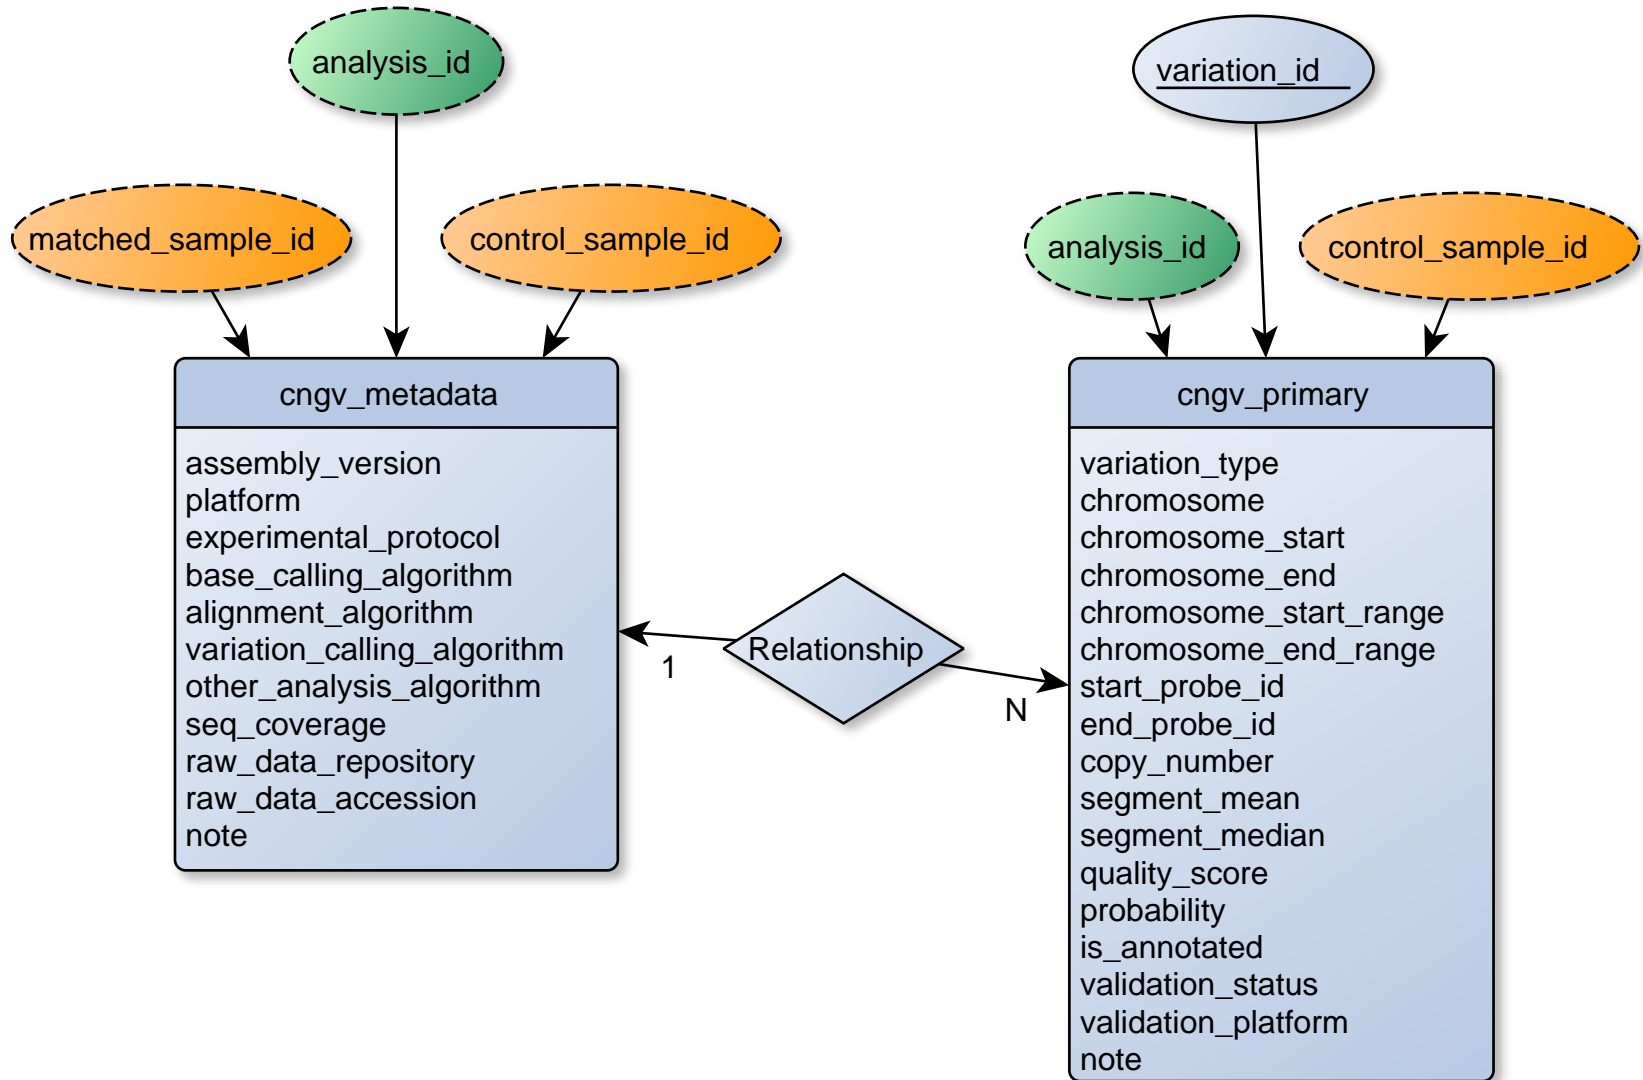 analysis_id
variation_id
matched_sample_id
control_sample_id
analysis_id
control_sample_id
cngv_metadata
assembly_version
platform
experimental_protocol
base_calling_algorithm
alignment_algorithm
variation_calling_algorithm
other_analysis_algorithm
seq_coverage
raw_data_repository
raw_data_accession
note
1
Relationship
N
cngv_primary
variation_type
chromosome
chromosome_start
chromosome_end
chromosome_start_range
chromosome_end_range
start_probe_id
end_probe_id
copy_number
segment_mean
segment_median
quality_score
probability
is_annotated
validation_status
validation_platform
note